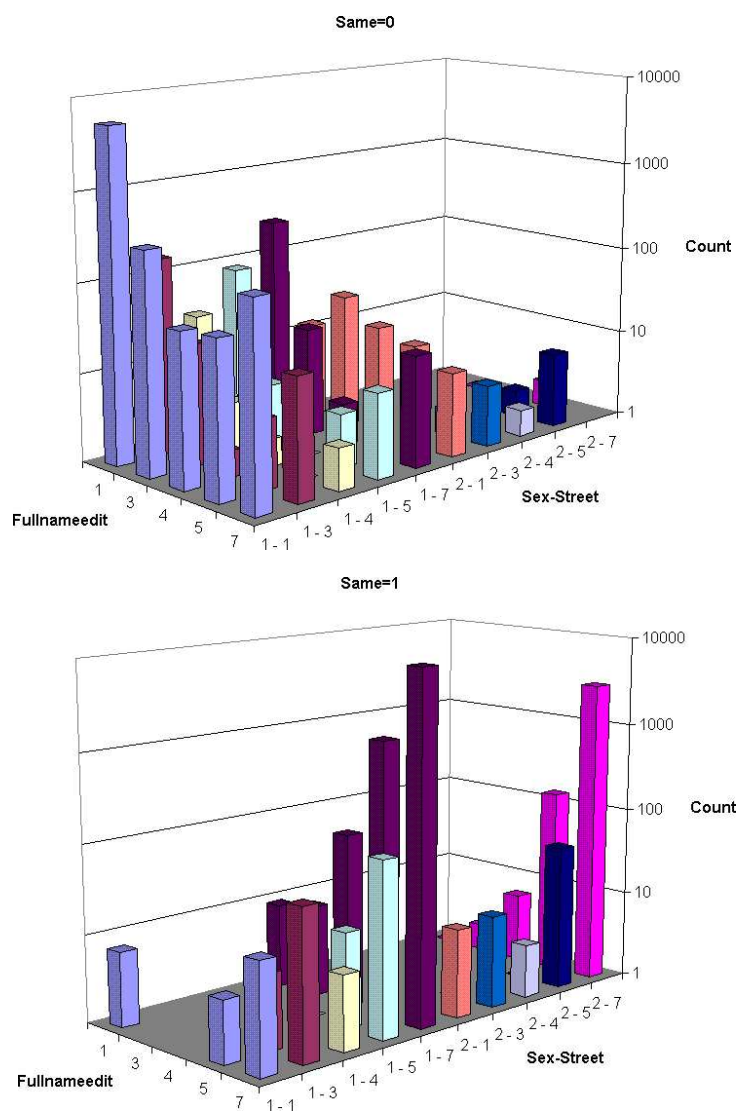 Same=0
10000
1000
100
10
1
Count
1
3
4
5
7
Fullnameedit
1 - 1
1 - 3
1 - 4
1 - 5
1 - 7
2 - 1
2 - 3
2 - 4
2 - 5
2 - 7
Sex-Street
Same=1
10000
1000
100
10
1
Count
1
3
4
5
7
Fullnameedit
1 - 1
1 - 3
1 - 4
1 - 5
1 - 7
2 - 1
2 - 3
2 - 4
2 - 5
2 - 7
Sex-Street